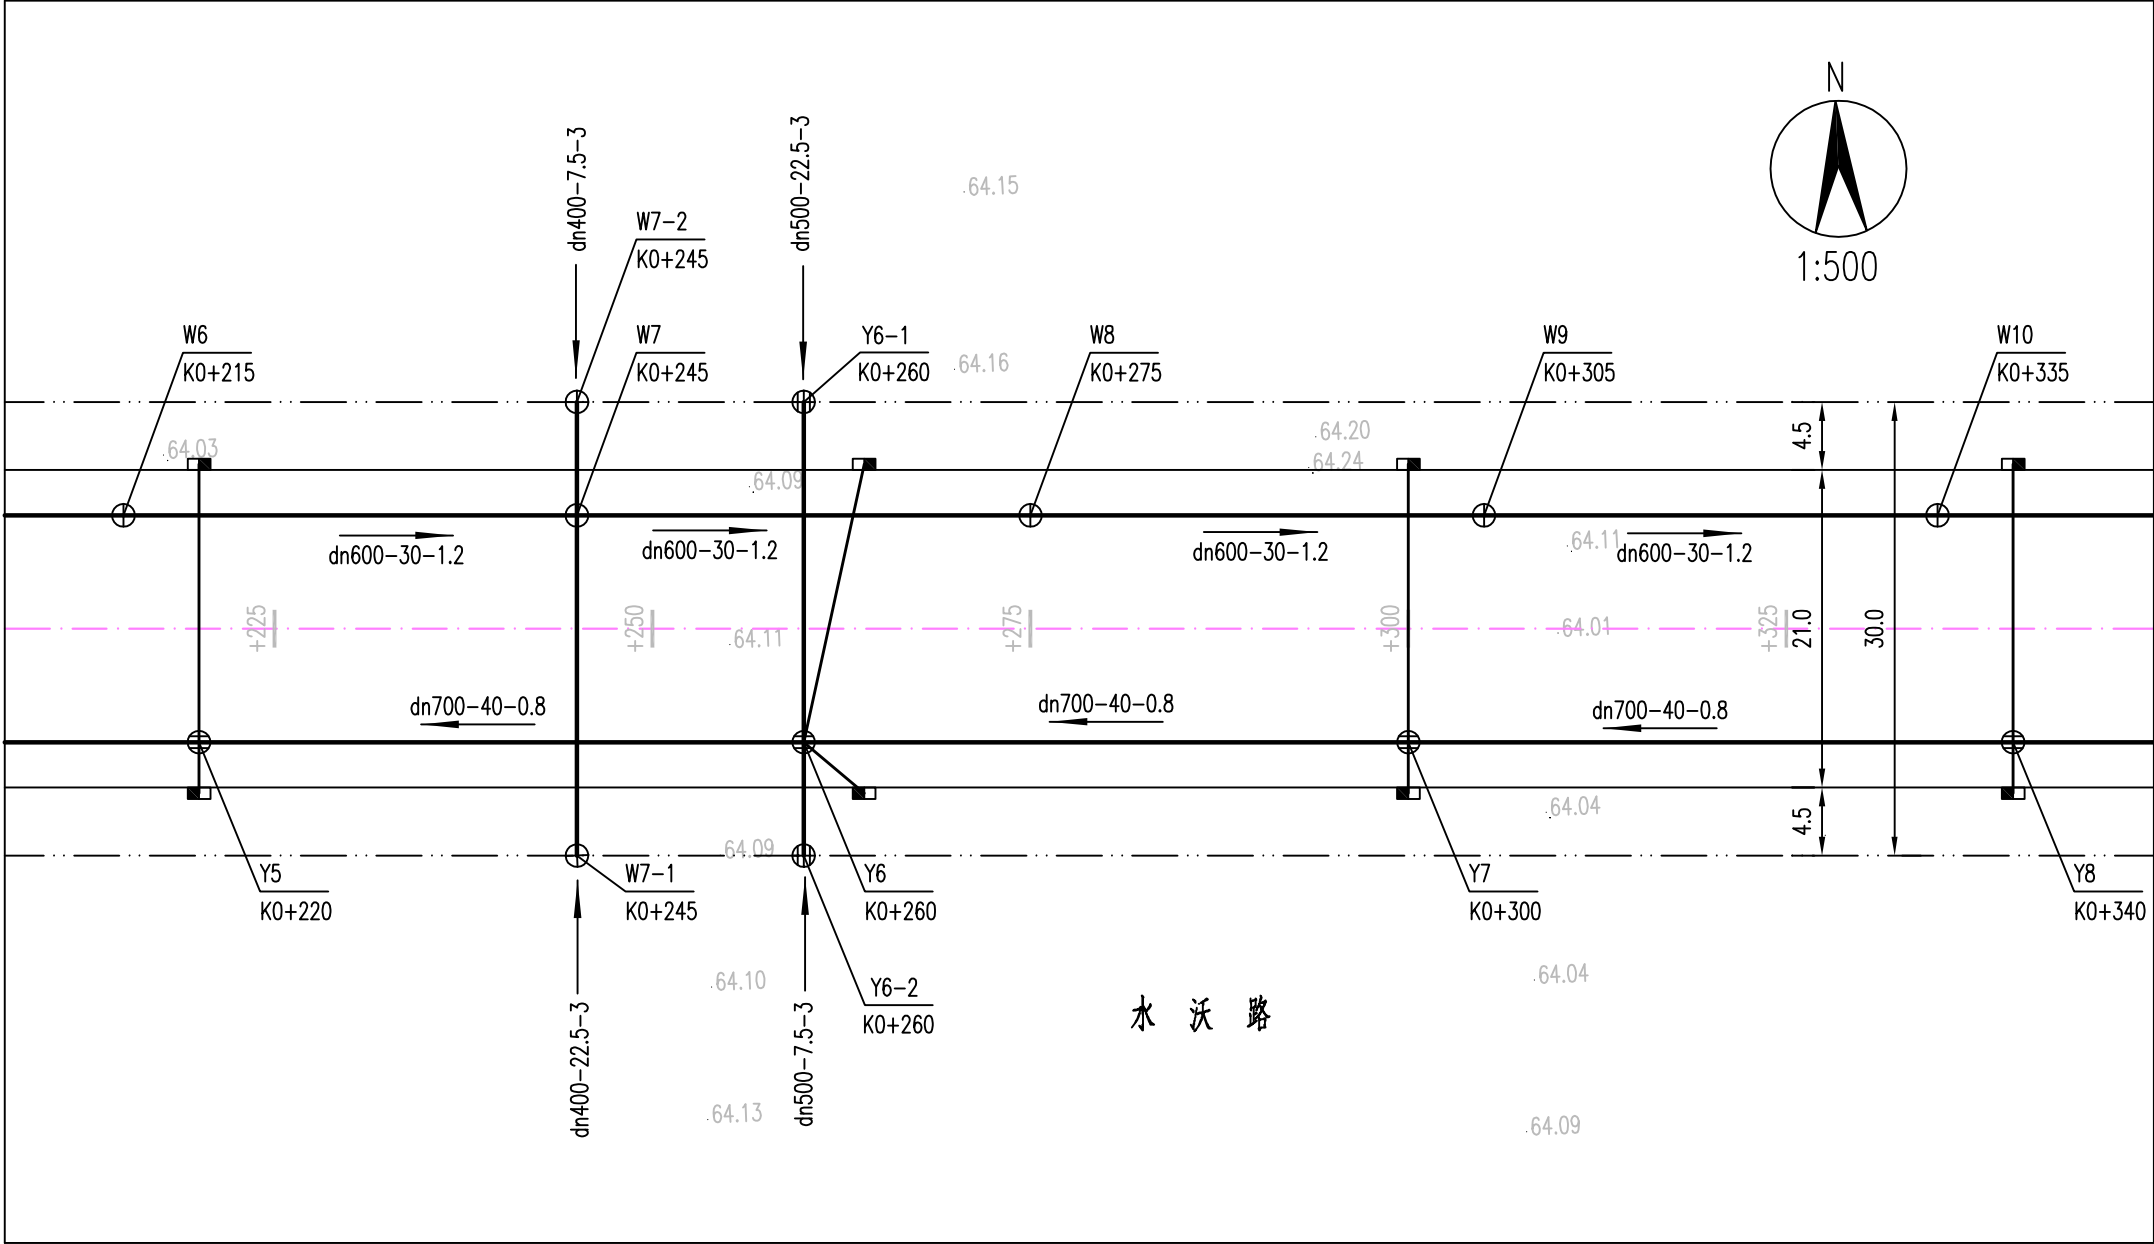 N
1:500
dn400-7.5-3
dn500-22.5-3
.64.15
W7-2
K0+245
W6
K0+215
W7
K0+245
Y6-1
K0+260
.64.16
W8
K0+275
W9
K0+305
W10
K0+335
.64.03
.64.09
.64.20
.64.24
4.5
dn600-30-1.2
dn600-30-1.2
dn600-30-1.2
.64.11
dn600-30-1.2
+225
+250
.64.11
+275
+300
.64.01
+325
21.0
30.0
dn700-40-0.8
dn700-40-0.8
dn700-40-0.8
.64.04
4.5
.64.09
Y5
K0+220
W7-1
K0+245
Y6
K0+260
Y7
K0+300
Y8
K0+340
.64.10
Y6-2
K0+260
.64.04
dn400-22.5-3
dn500-7.5-3
水 沃 路
.64.13
.64.09